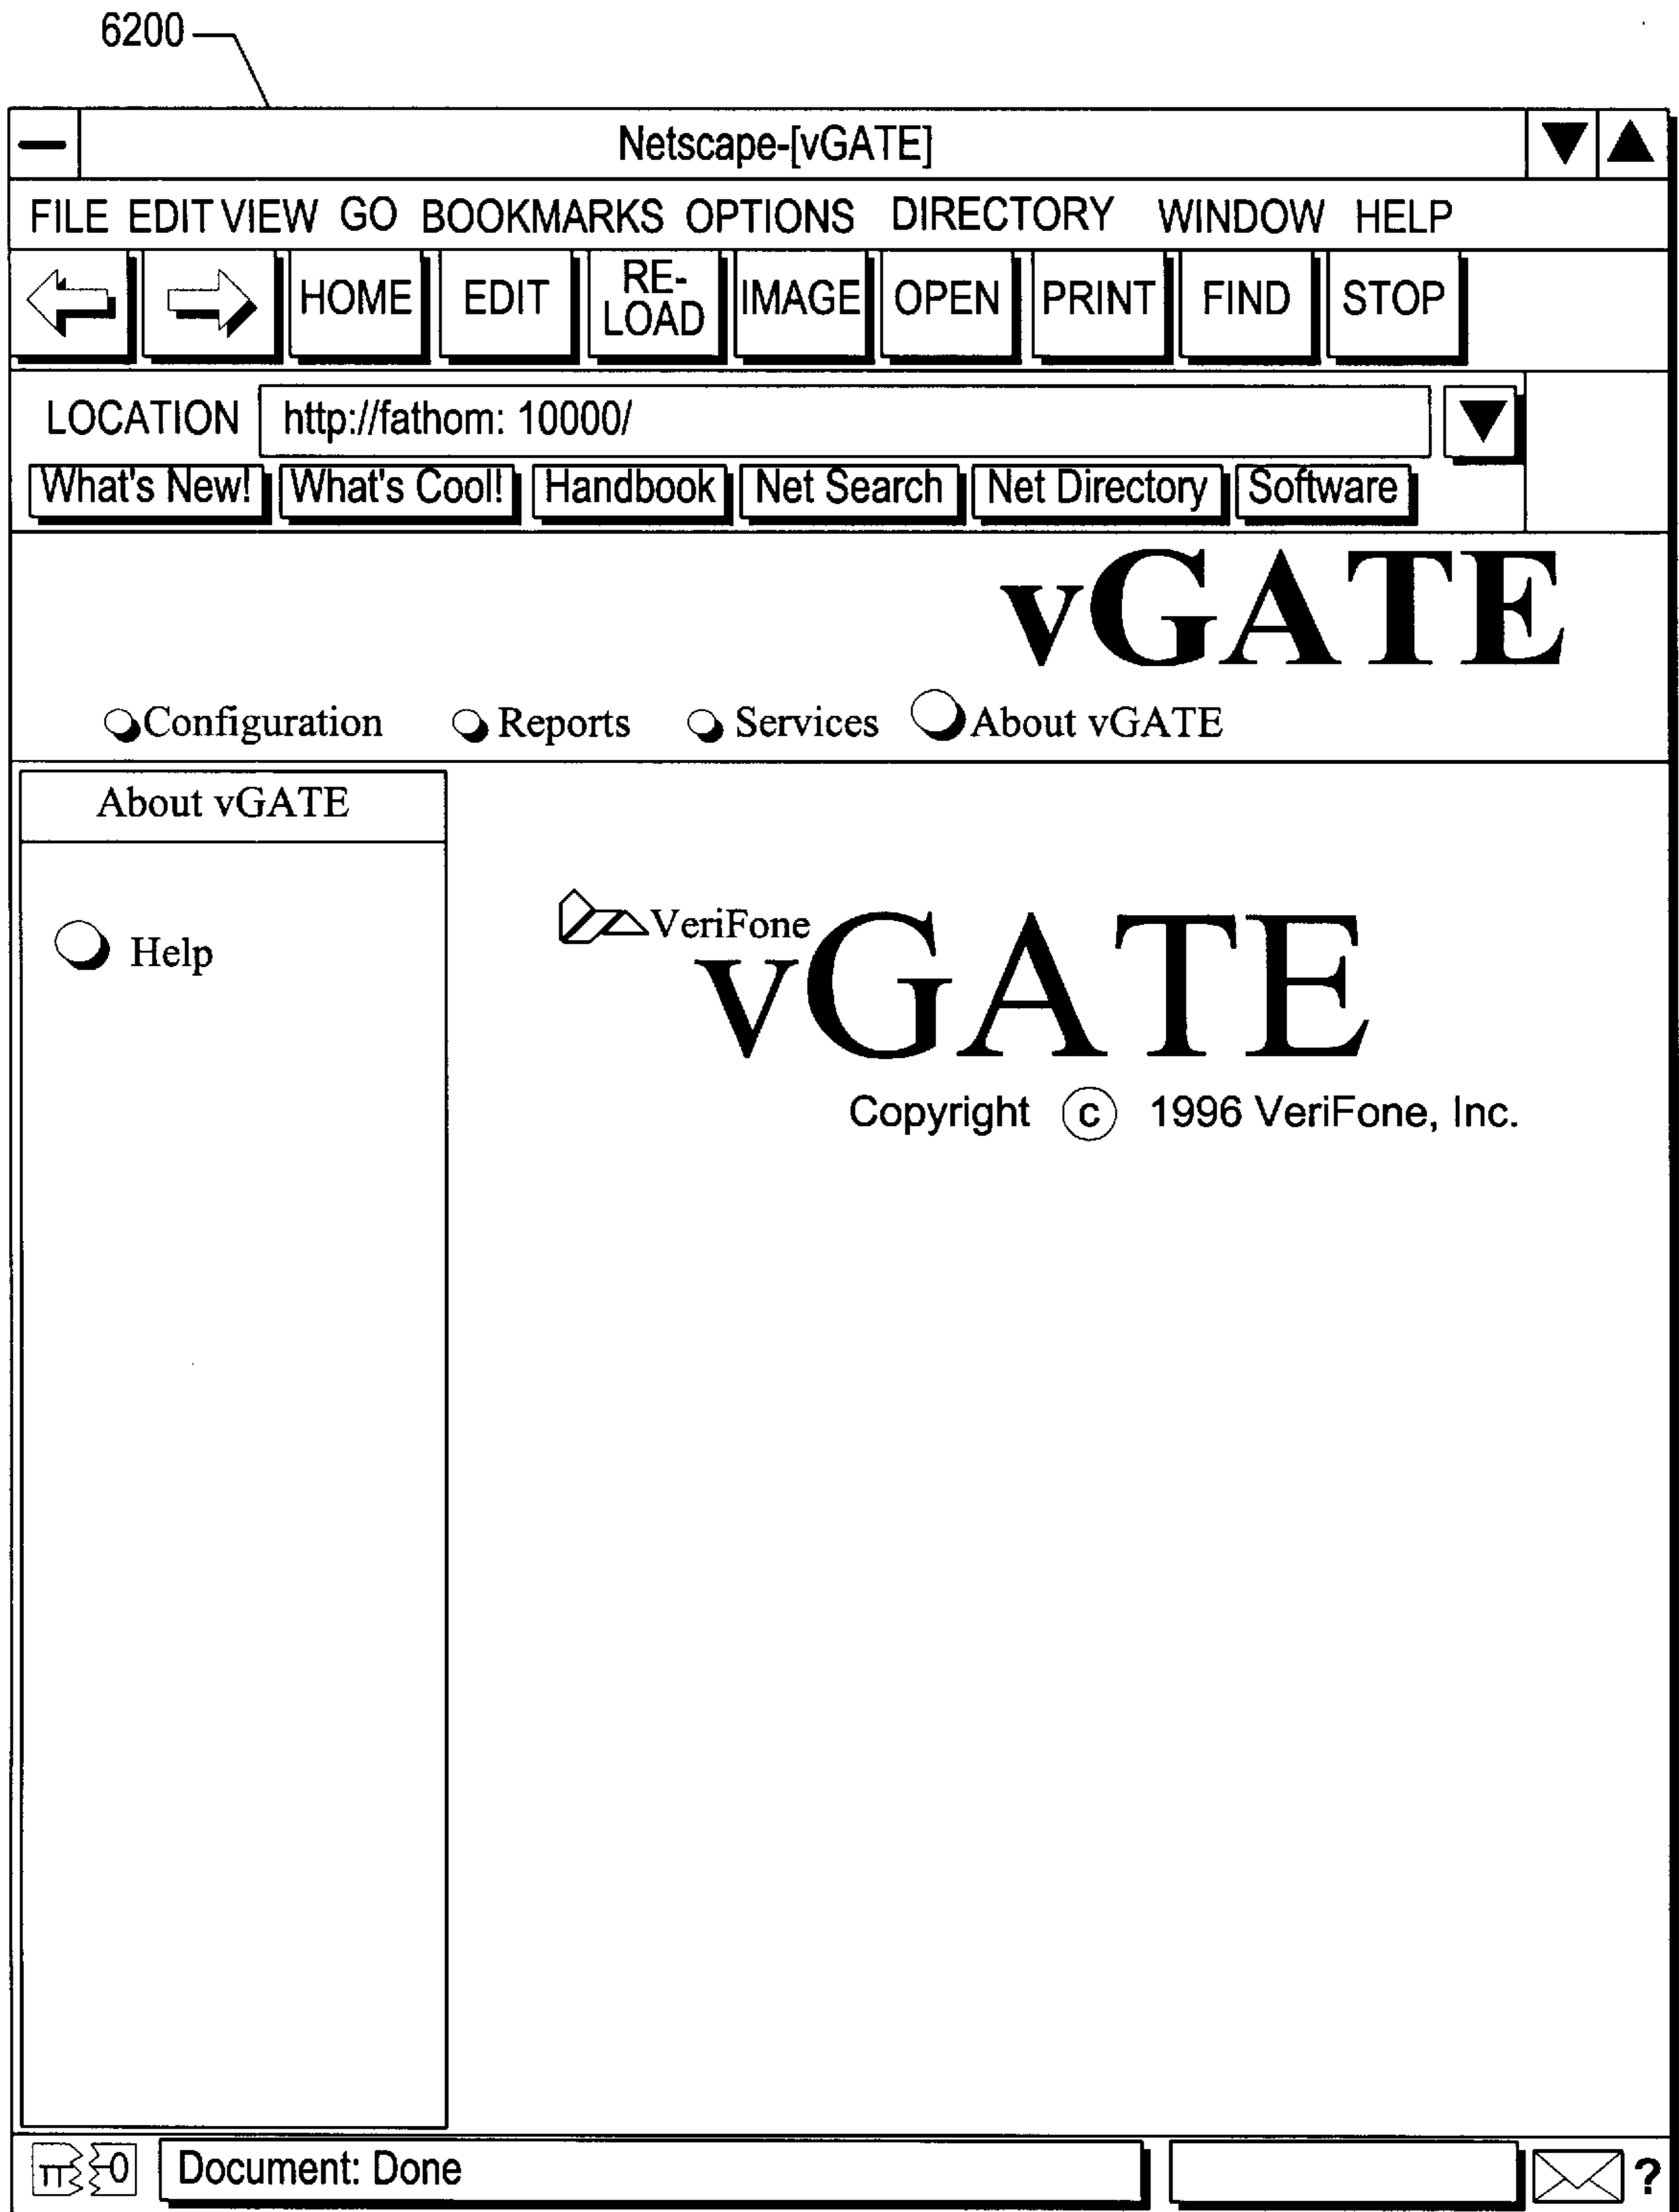 6200
Netscape-[vGATE]
FILE EDIT VIEW GO BOOKMARKS OPTIONS DIRECTORY WINDOW HELP
HOME EDIT RE-LOAD IMAGE OPEN PRINT FIND STOP
LOCATION http://fathom: 10000/
What's New! What's Cool! Handbook Net Search Net Directory Software
vGATE
Configuration Reports Services About vGATE
About vGATE
Help
VeriFone
vGATE
Copyright © 1996 VeriFone, Inc.
Document: Done ?